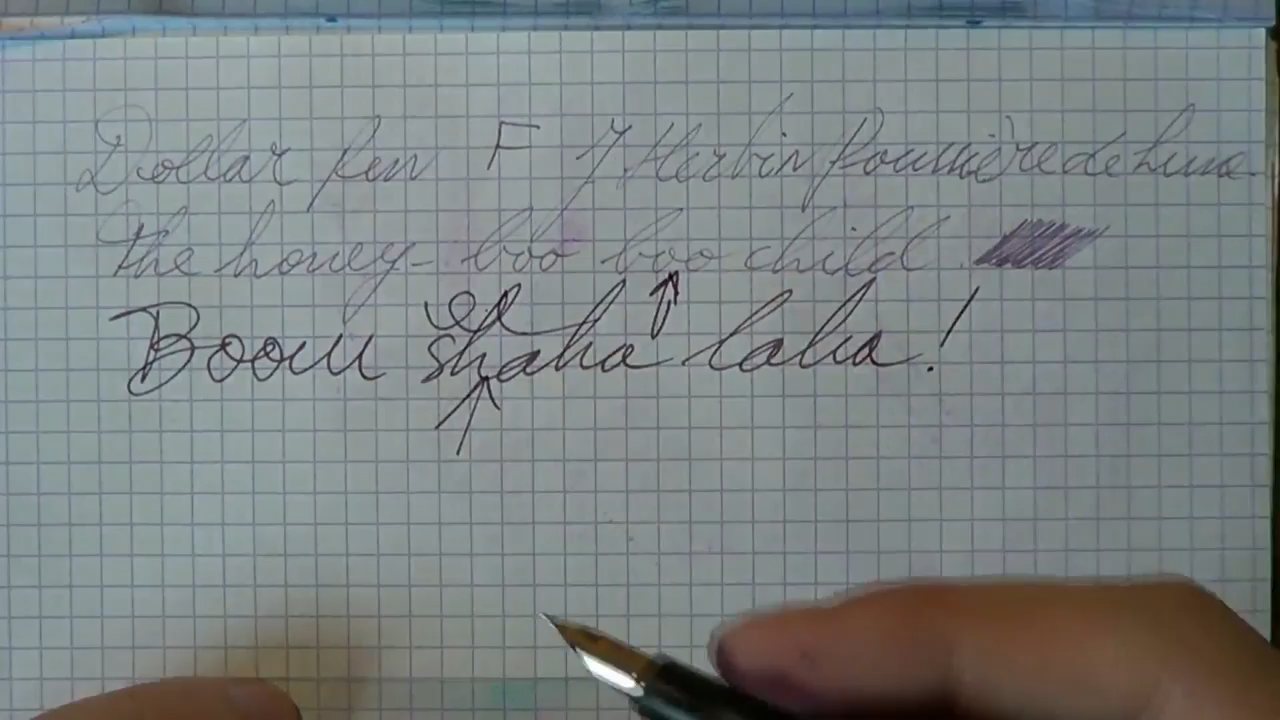 Dollar pen F J Herbin Poussière de Lune
the honey-boo boo child
Boom shaka laka!